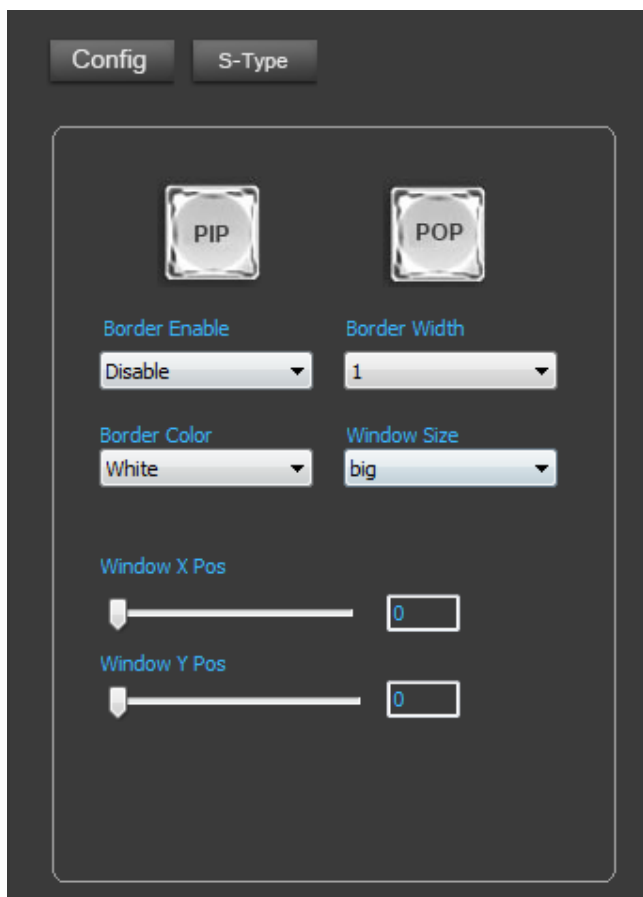 Config S-Type
PIP POP
Border Enable Border Width
Disable 1
Border Color Window Size
White big
Window X Pos
0
Window Y Pos
0